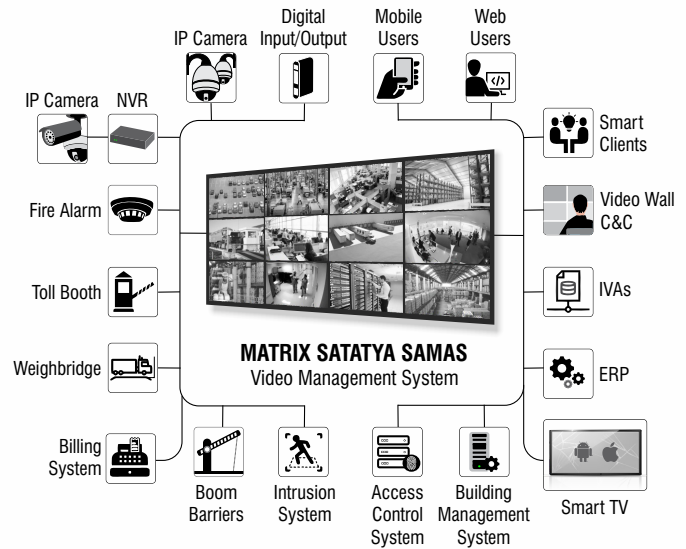 Digital
Input/Output
Mobile
Users
Web
Users
IP Camera
IP Camera
NVR
</>
Smart
Clients
Fire Alarm
Video Wall
C&C
Toll Booth
IVAs
MATRIX SATATYA SAMAS
Video Management System
Weighbridge
ERP
Billing
System
Boom
Barriers
Intrusion
System
Access
Control
System
Building
Management
System
Smart TV